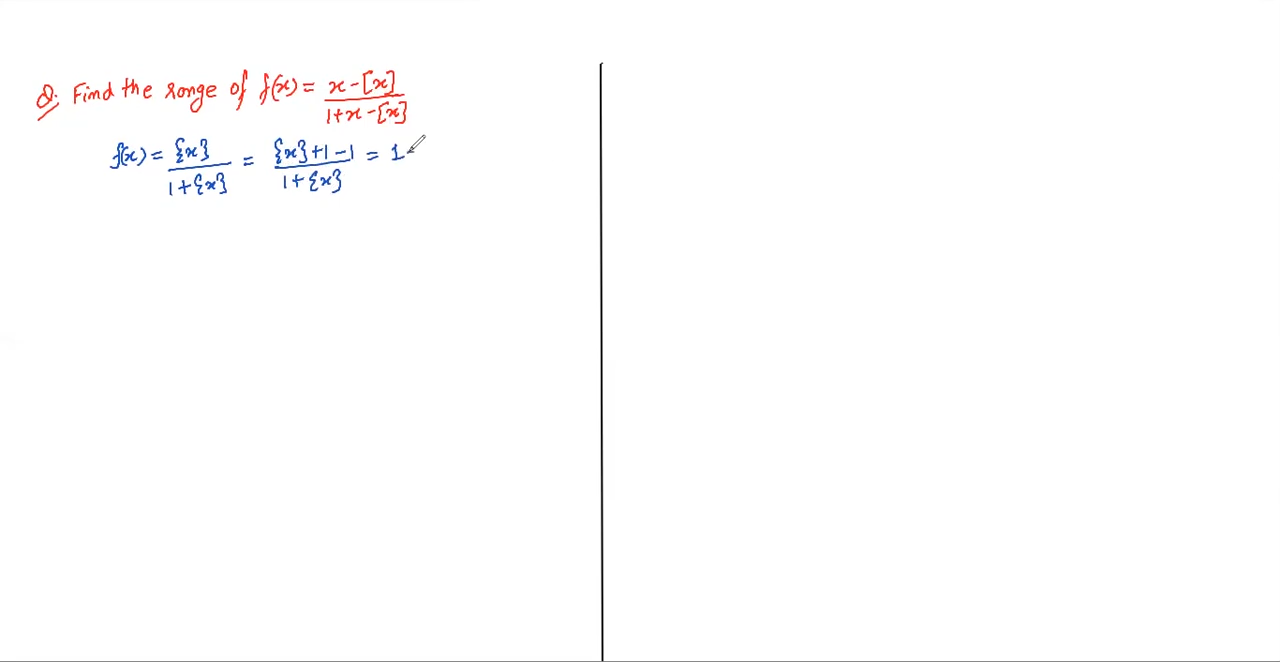 Q. Find the range of f(x) = x-[x] / 1+x-[x]
f(x) = {x} / 1+{x} = {x}+1-1 / 1+{x} = 1